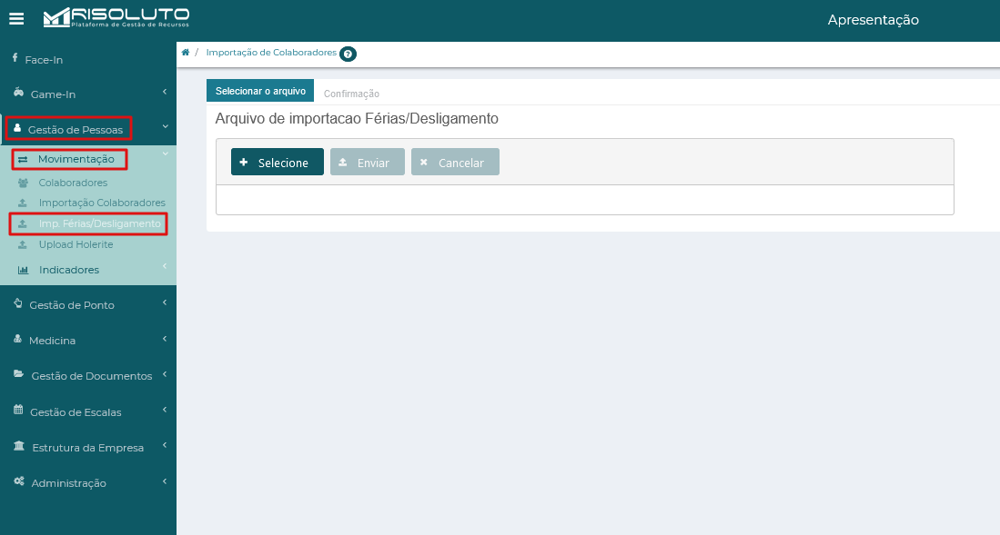 RISOLUTO
Plataforma de Gestão de Recursos
Apresentação
Face-In
Game-In
Gestão de Pessoas
Movimentação
Colaboradores
Importação Colaboradores
Imp. Férias/Desligamento
Upload Holerite
Indicadores
Gestão de Ponto
Medicina
Gestão de Documentos
Gestão de Escalas
Estrutura da Empresa
Administração
/ Importação de Colaboradores ?
Selecionar o arquivo Confirmação
Arquivo de importacao Férias/Desligamento
Selecione Enviar Cancelar